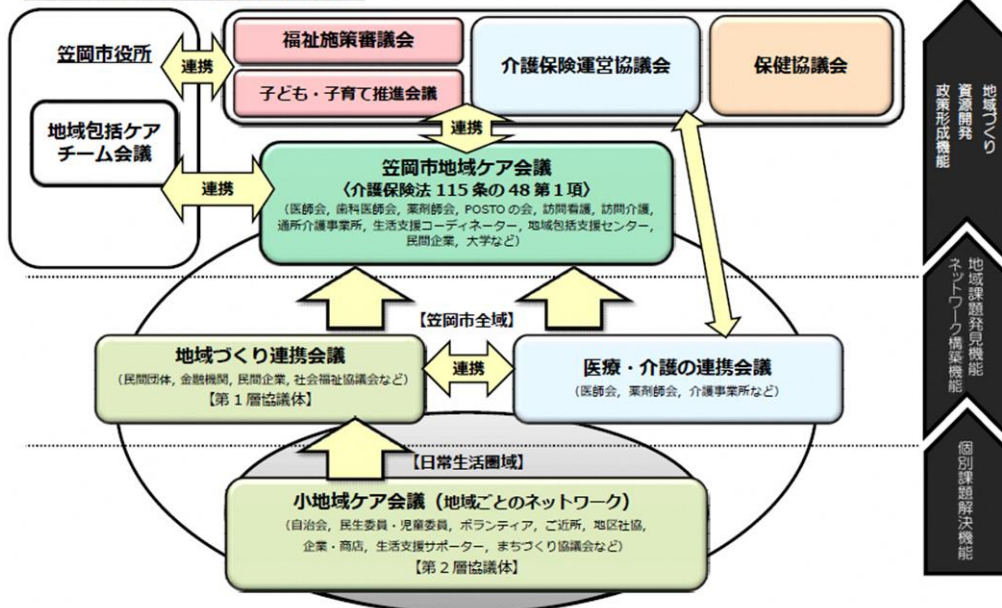 笠岡市役所
連携
福祉施策審議会
子ども・子育て推進会議
介護保険運営協議会
保健協議会
地域包括ケア
チーム会議
連携
連携
笠岡市地域ケア会議
〈介護保険法 115 条の 48 第 1 項〉
(医師会, 歯科医師会, 薬剤師会, POSTO の会, 訪問看護, 訪問介護,
通所介護事業所, 生活支援コーディネーター, 地域包括支援センター,
民間企業, 大学など)
【笠岡市全域】
地域づくり連携会議
(民間団体, 金融機関, 民間企業, 社会福祉協議会など)
【第 1 層協議体】
連携
医療・介護の連携会議
(医師会, 薬剤師会, 介護事業所など)
【日常生活圏域】
小地域ケア会議(地域ごとのネットワーク)
(自治会, 民生委員・児童委員, ボランティア, ご近所, 地区社協,
企業・商店, 生活支援サポーター, まちづくり協議会など)
【第 2 層協議体】
地域づくり
資源開発
政策形成機能
地域課題発見機能
ネットワーク構築機能
個別課題解決機能